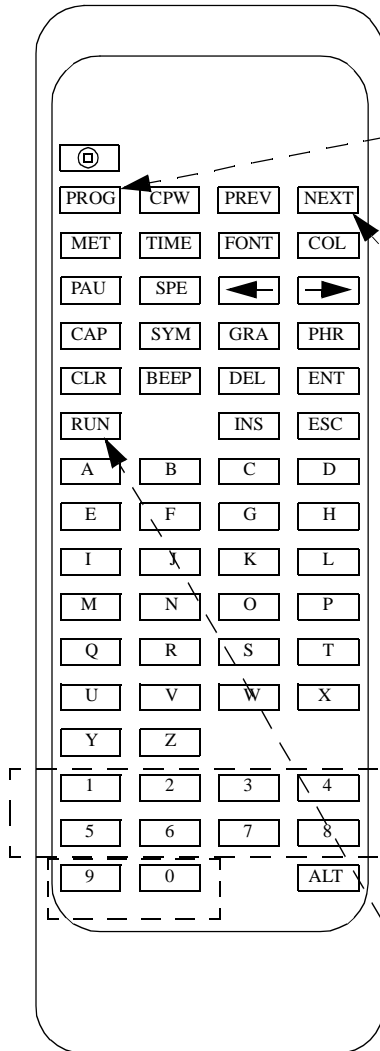 PROG CPW PREV NEXT
MET TIME FONT COL
PAU SPE
CAP SYM GRA PHR
CLR BEEP DEL ENT
RUN INS ESC
A B C D
E F G H
I J K L
M N O P
Q R S T
U V W X
Y Z
1 2 3 4
5 6 7 8
9 0 ALT